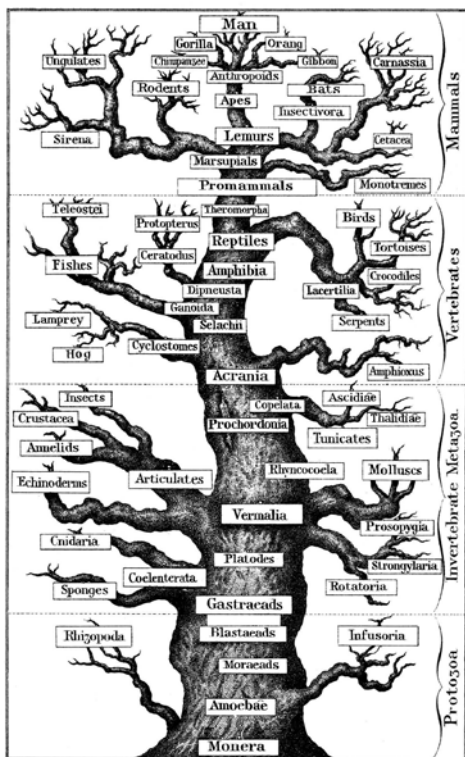 Man
Gorilla
Orang
Ungulates
Chimpanzee
Gibbon
Carnassia
Anthropoids
Rodents
Bats
Apes
Insectivora
Sirena
Lemurs
Cetacea
Marsupials
Promammals
Monotremes
Mammals
Teleostei
Theromorpha
Protopterus
Birds
Reptiles
Tortoises
Ceratodus
Fishes
Amphibia
Crocodiles
Dipneusta
Lacertilia
Ganoida
Lamprey
Selachii
Serpents
Cyclostomes
Hog
Acrania
Amphioxus
Vertebrates
Insects
Ascidiae
Copelata
Crustacea
Thalidiae
Prochordonia
Tunicates
Annelids
Rhyncocoela
Molluscs
Echinoderms
Articulates
Vermalia
Prosopygia
Cnidaria
Platodes
Strongylaria
Coelenterata
Sponges
Rotatoria
Gastraeads
Invertebrate Metazoa
Blastaeads
Rhizopoda
Infusoria
Moraeads
Amoebae
Monera
Protozoa